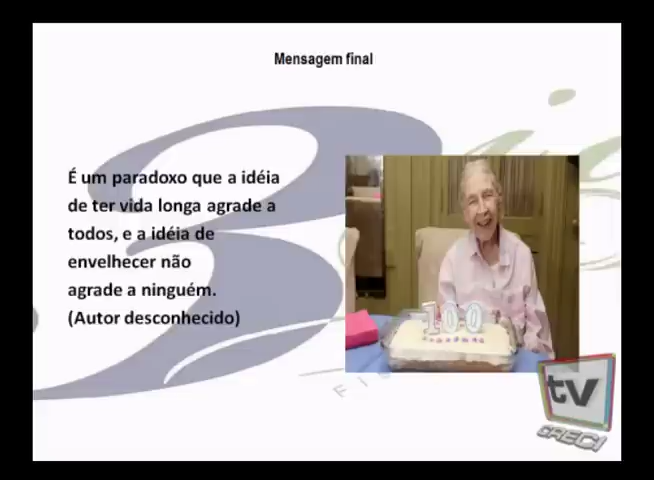 Mensagem final
É um paradoxo que a idéia
de ter vida longa agrade a
todos, e a idéia de
envelhecer não
agrade a ninguém.
(Autor desconhecido)
100
tv
CRECI